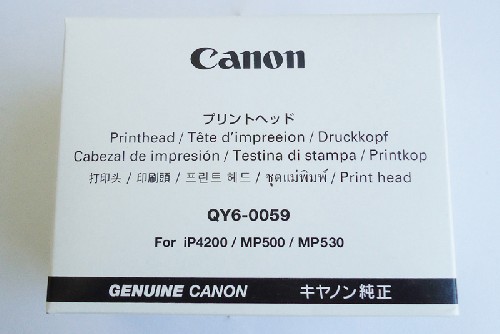 Canon
プリントヘッド
Printhead / Tête d'impreeion / Druckkopf
Cabezal de impresión / Testina di stampa / Printkop
打印头 / 印刷頭 / 프린트 헤드 / ชุดแม่พิมพ์ / Print head
QY6-0059
For iP4200 / MP500 / MP530
GENUINE CANON キヤノン純正